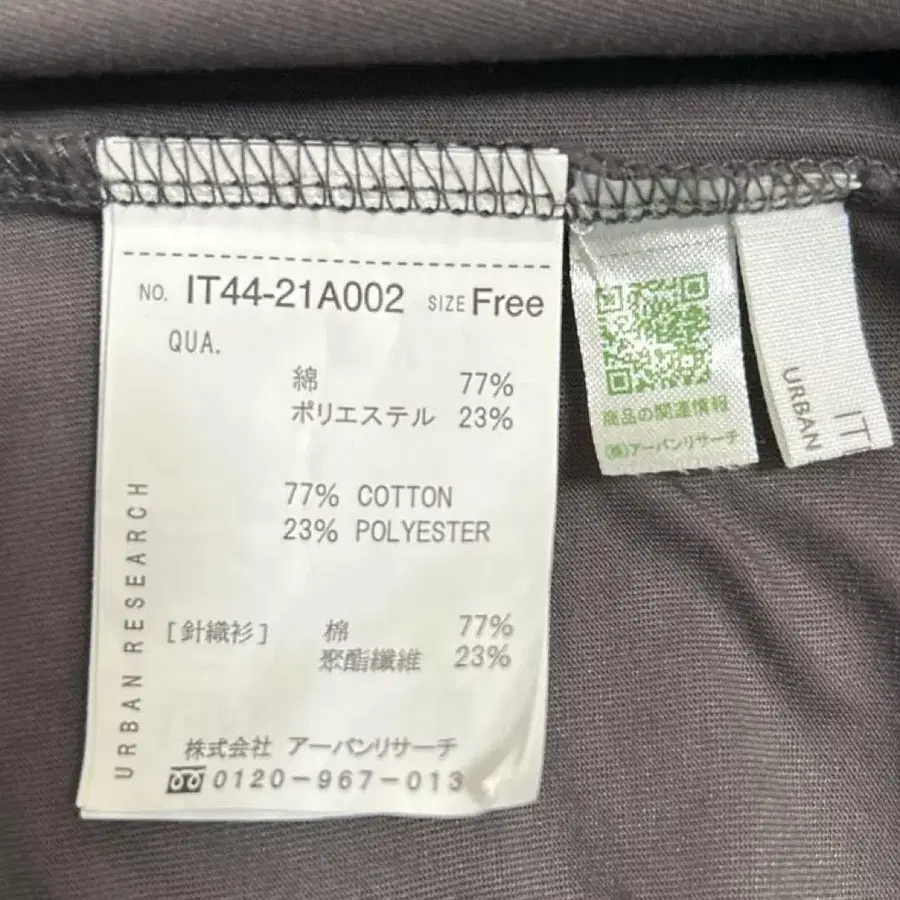 NO. IT44-21A002 SIZE Free
QUA.
綿 77%
ポリエステル 23%
77% COTTON
23% POLYESTER
[針織衫] 棉 77%
聚酯纖維 23%
URBAN RESEARCH
株式会社 アーバンリサーチ
0120-967-013
商品の関連情報
(株)アーバンリサーチ
URBAN
IT